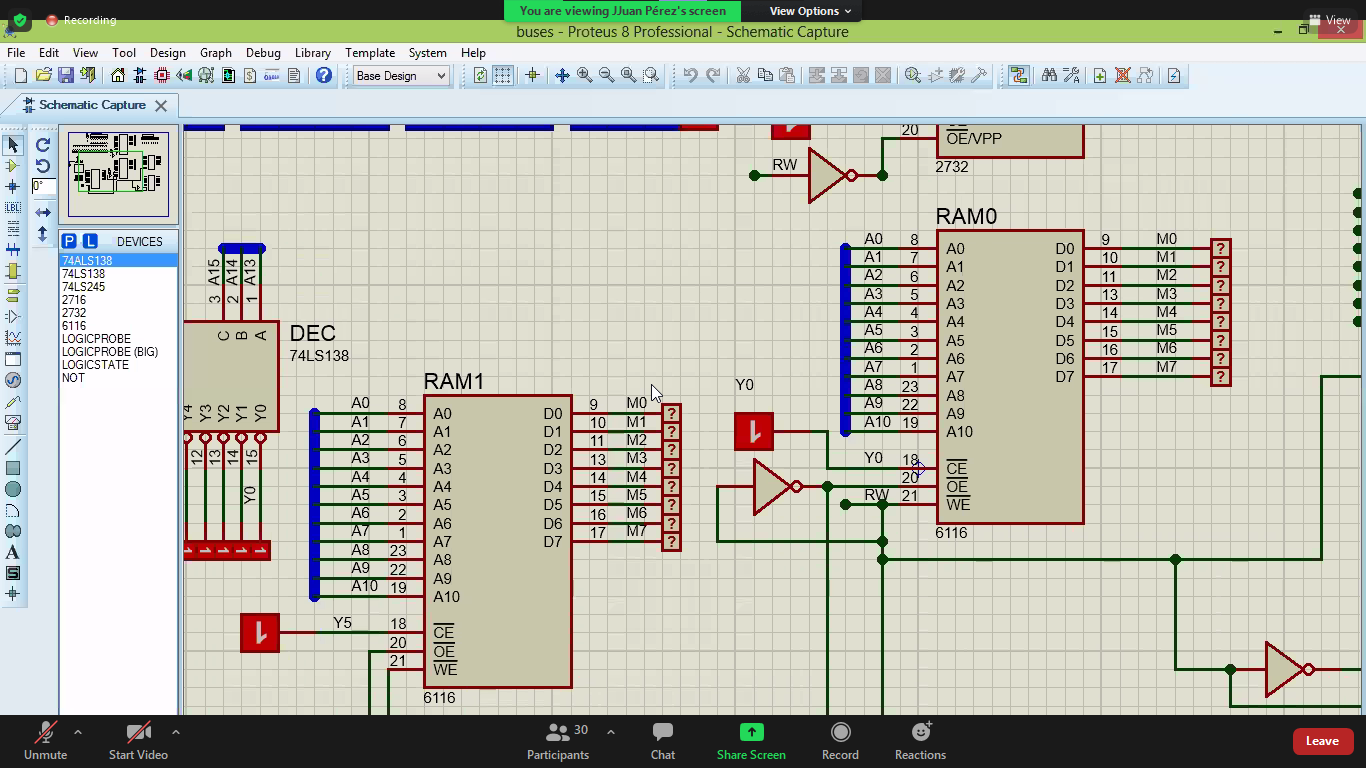 Recording
You are viewing JJuan Pérez's screen
View Options
View
buses - Proteus 8 Professional - Schematic Capture
File Edit View Tool Design Graph Debug Library Template System Help
Base Design
Schematic Capture
0°
LBL
P L DEVICES
74ALS138
74LS138
74LS245
2716
2732
6116
LOGICPROBE
LOGICPROBE (BIG)
LOGICSTATE
NOT
A
S
20
OE/VPP
2732
RW
A15 A14 A13
3 2 1
C B A
DEC
74LS138
Y4 Y3 Y2 Y1 Y0
12 13 14 15
Y0
1 1 1 1 1
RAM1
A0 8 A0 D0 9 M0 ?
A1 7 A1 D1 10 M1 ?
A2 6 A2 D2 11 M2 ?
A3 5 A3 D3 13 M3 ?
A4 4 A4 D4 14 M4 ?
A5 3 A5 D5 15 M5 ?
A6 2 A6 D6 16 M6 ?
A7 1 A7 D7 17 M7 ?
A8 23 A8
A9 22 A9
A10 19 A10
1 Y5 18 CE
20 OE
21 WE
6116
RAM0
A0 8 A0 D0 9 M0 ?
A1 7 A1 D1 10 M1 ?
A2 6 A2 D2 11 M2 ?
A3 5 A3 D3 13 M3 ?
A4 4 A4 D4 14 M4 ?
A5 3 A5 D5 15 M5 ?
A6 2 A6 D6 16 M6 ?
A7 1 A7 D7 17 M7 ?
A8 23 A8
A9 22 A9
A10 19 A10
Y0
1
Y0 18 CE
20 OE
RW 21 WE
6116
Unmute
Start Video
30
Participants
Chat
Share Screen
Record
Reactions
Leave